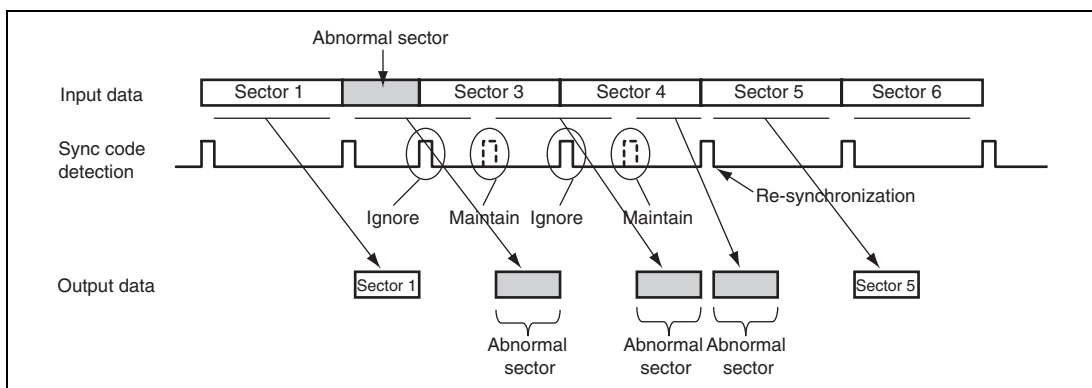 Abnormal sector
Input data
Sector 1
Sector 3
Sector 4
Sector 5
Sector 6
Sync code
detection
Ignore
Maintain
Ignore
Maintain
Re-synchronization
Output data
Sector 1
Sector 5
Abnormal
sector
Abnormal
sector
Abnormal
sector